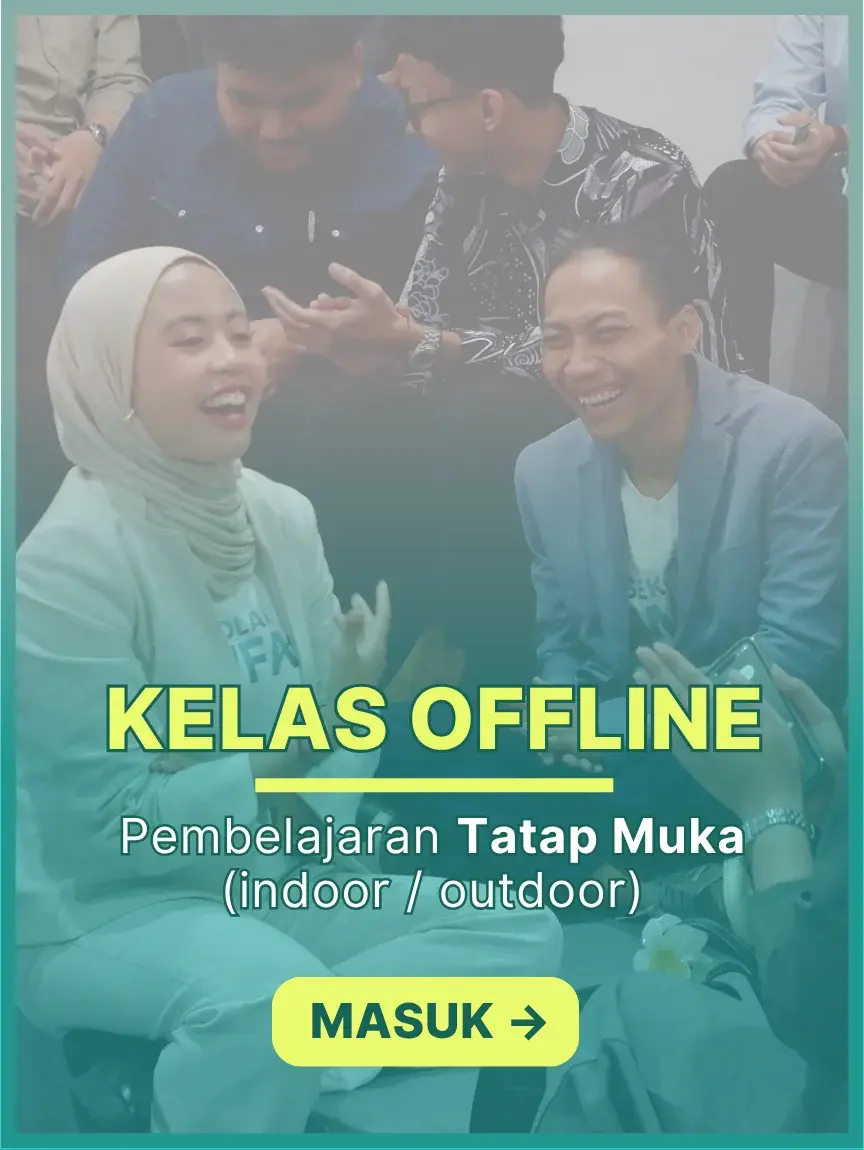 KELAS OFFLINE
Pembelajaran Tatap Muka
(indoor / outdoor)
MASUK →